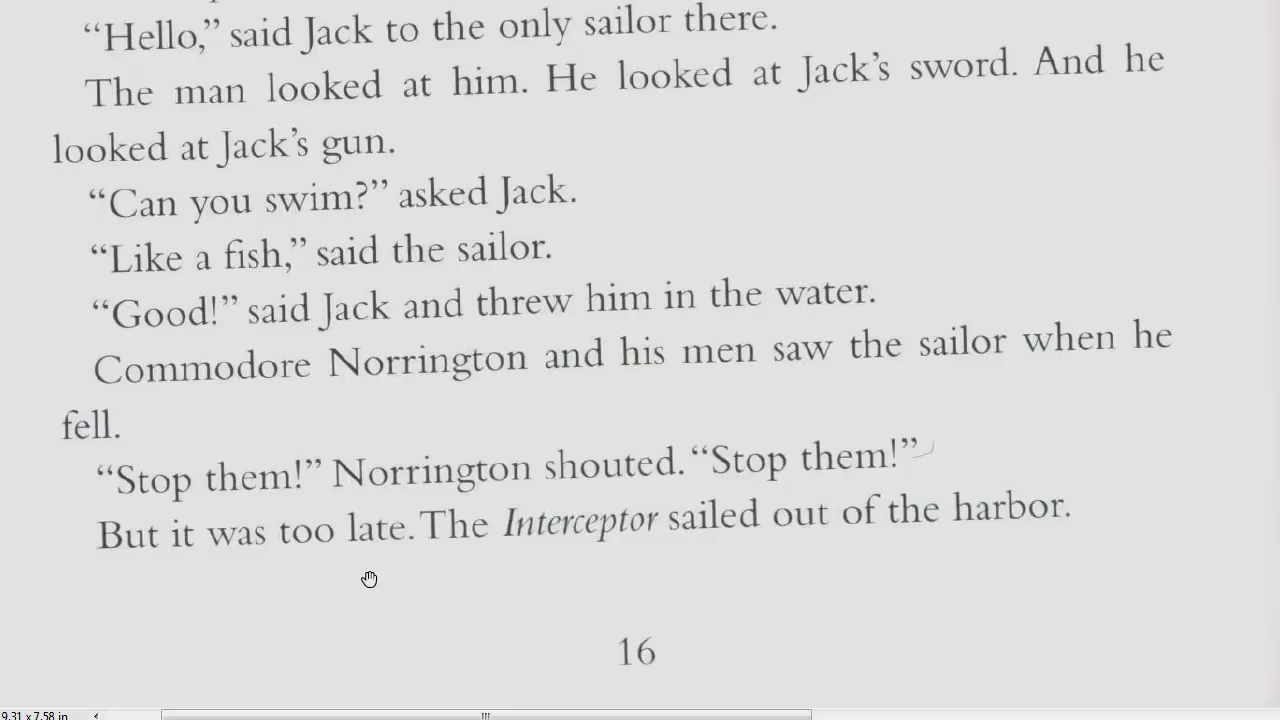 “Hello,” said Jack to the only sailor there.
The man looked at him. He looked at Jack’s sword. And he
looked at Jack’s gun.
“Can you swim?” asked Jack.
“Like a fish,” said the sailor.
“Good!” said Jack and threw him in the water.
Commodore Norrington and his men saw the sailor when he
fell.
“Stop them!” Norrington shouted. “Stop them!”
But it was too late. The Interceptor sailed out of the harbor.
16
9.31 x 7.58 in